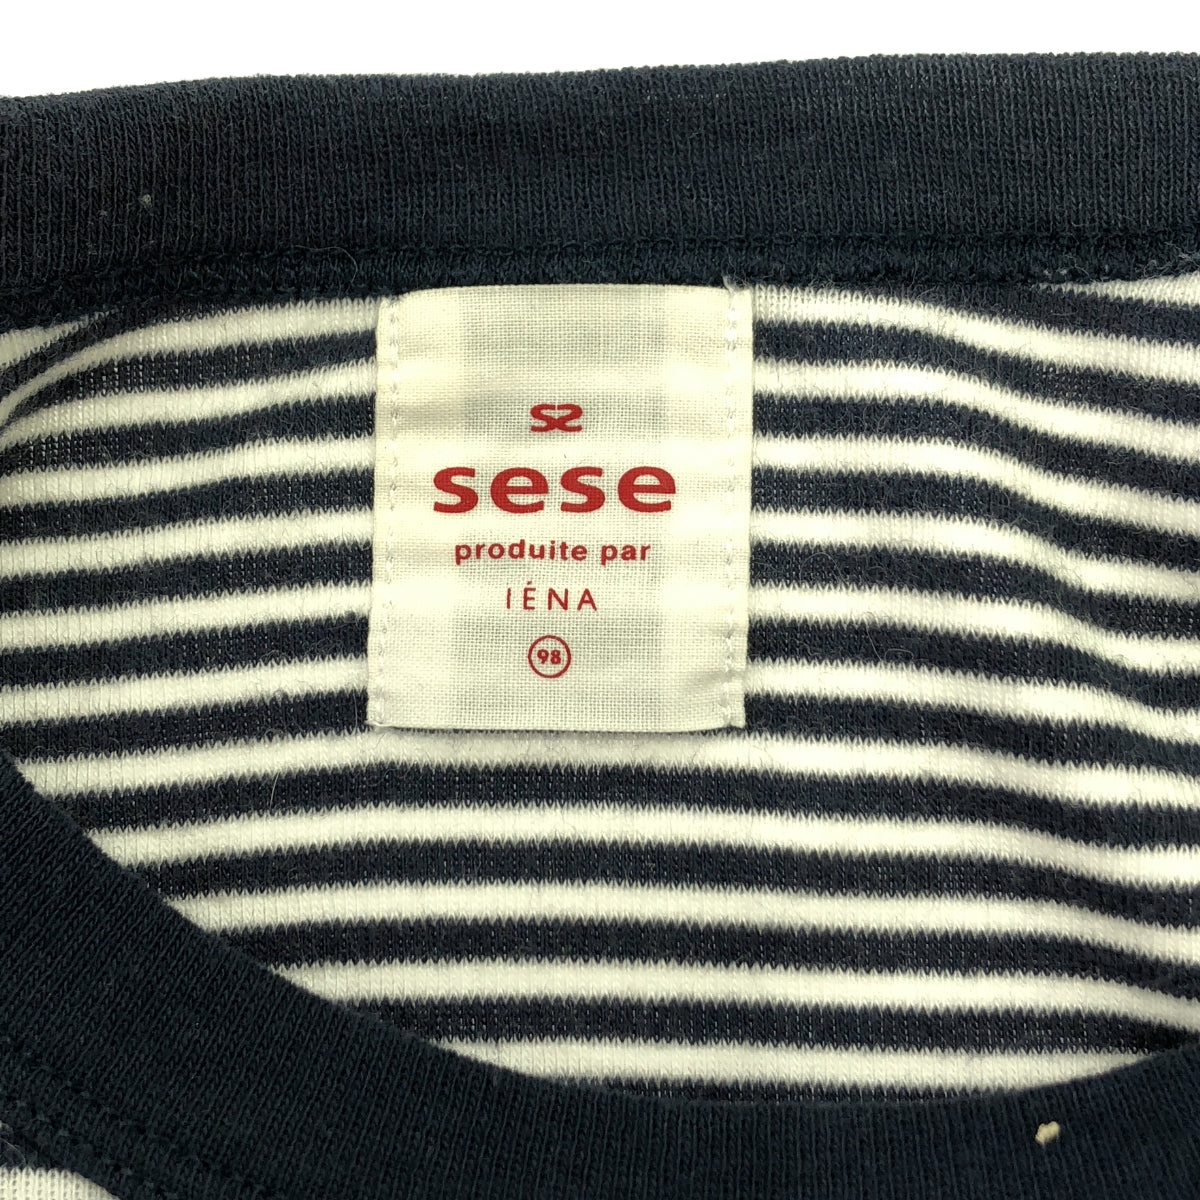 sese
produite par
IÉNA
98